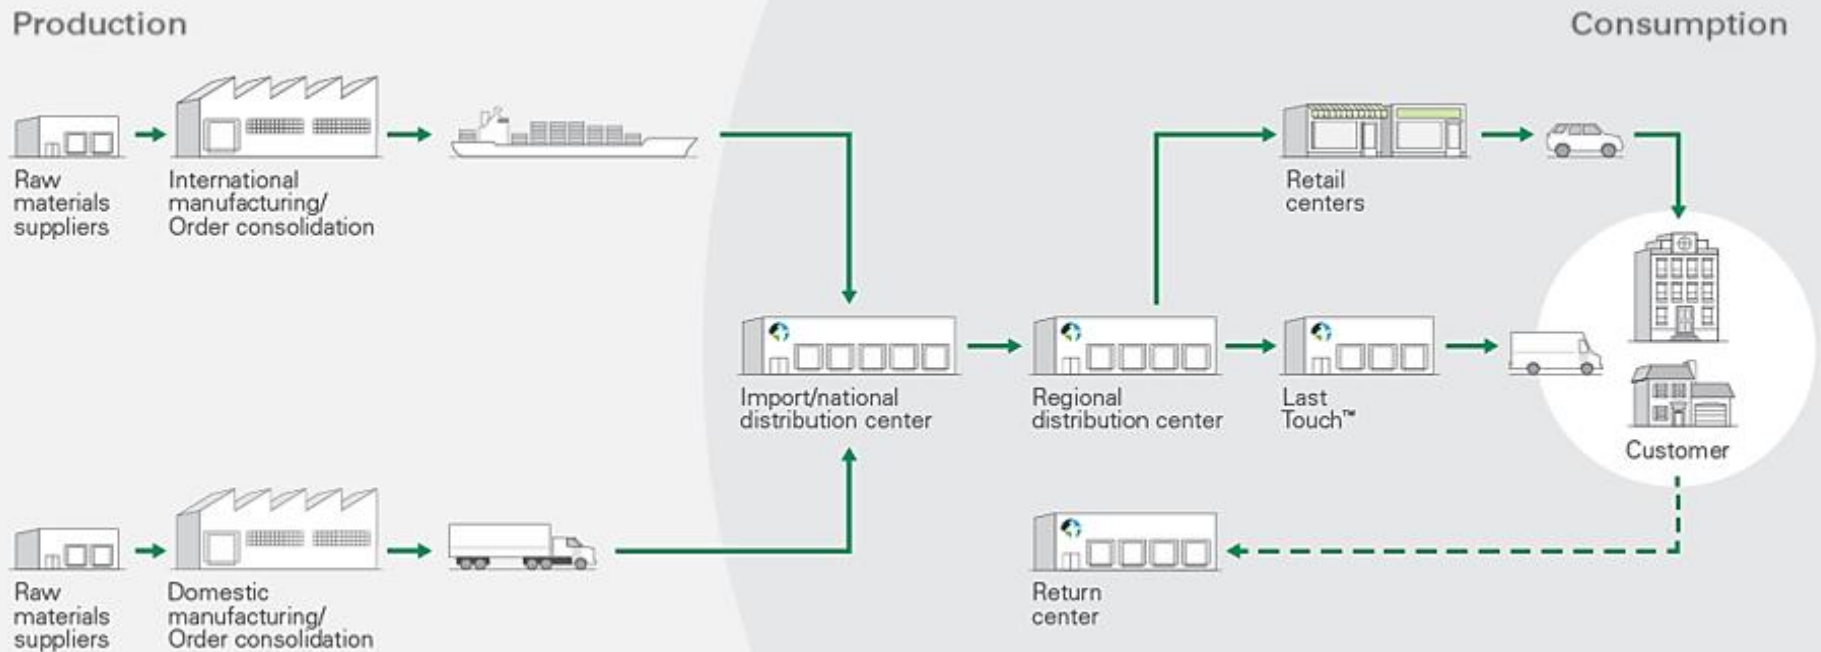 Production
Consumption
Raw
materials
suppliers
International
manufacturing/
Order consolidation
Retail
centers
Import/national
distribution center
Regional
distribution center
Last
Touch™
Customer
Raw
materials
suppliers
Domestic
manufacturing/
Order consolidation
Return
center